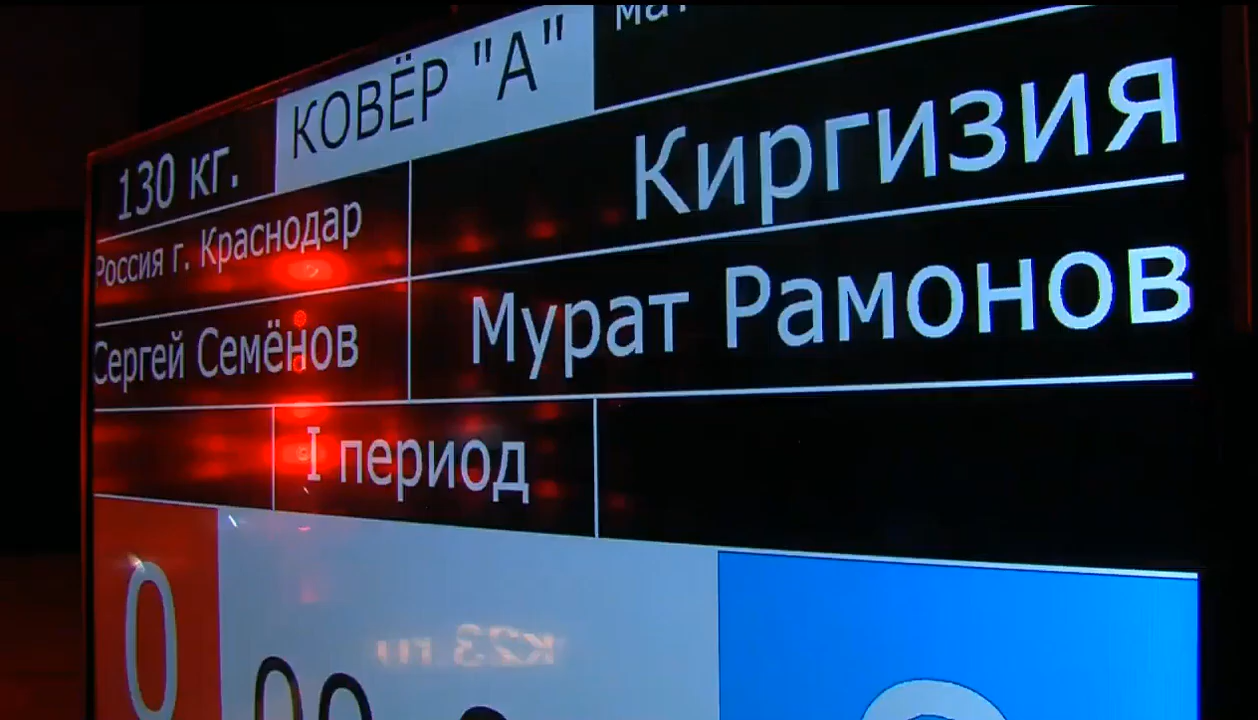 КОВЁР "А"
130 кг.
Россия г. Краснодар
Киргизия
Сергей Семёнов
Мурат Рамонов
I период
0